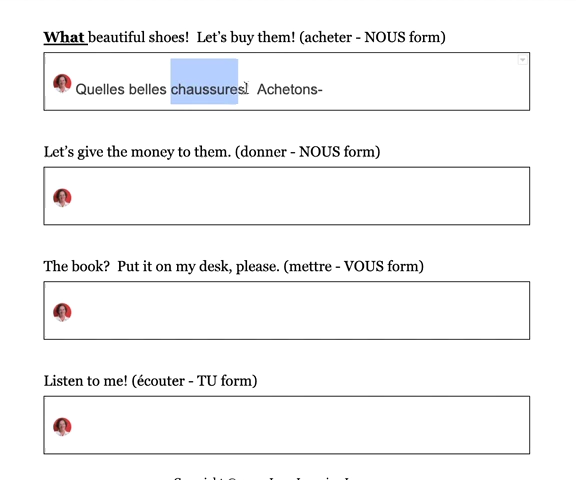 What beautiful shoes!  Let's buy them! (acheter - NOUS form)
Quelles belles chaussures!  Achetons-
Let's give the money to them. (donner - NOUS form)
The book?  Put it on my desk, please. (mettre - VOUS form)
Listen to me! (écouter - TU form)